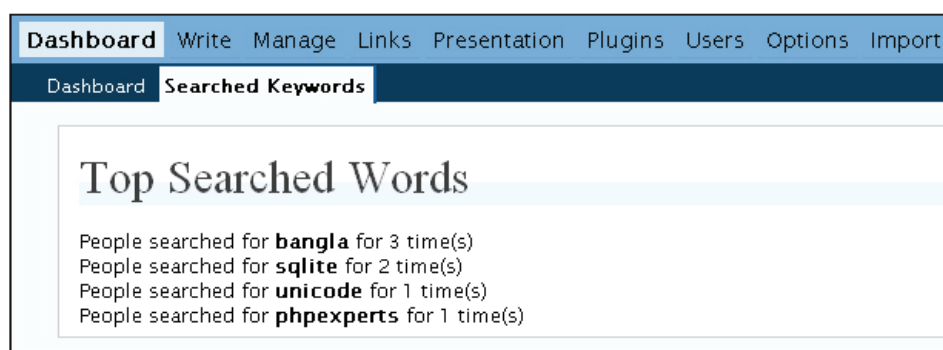 Dashboard Write Manage Links Presentation Plugins Users Options Import
Dashboard Searched Keywords
Top Searched Words
People searched for bangla for 3 time(s)
People searched for sqlite for 2 time(s)
People searched for unicode for 1 time(s)
People searched for phpexperts for 1 time(s)